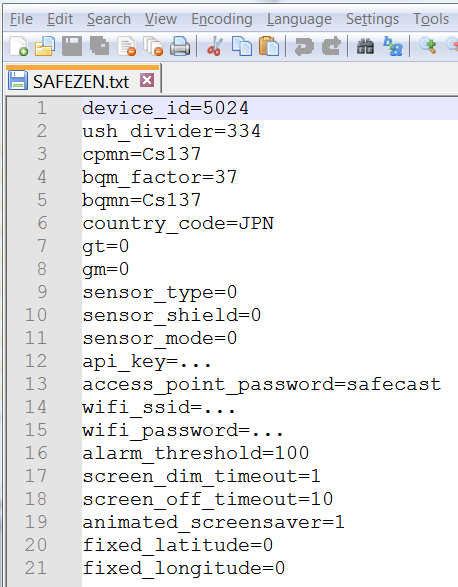 File Edit Search View Encoding Language Settings Tools
SAFEZEN.txt
1 device_id=5024
2 ush_divider=334
3 cpmn=Cs137
4 bqm_factor=37
5 bqmn=Cs137
6 country_code=JPN
7 gt=0
8 gm=0
9 sensor_type=0
10 sensor_shield=0
11 sensor_mode=0
12 api_key=...
13 access_point_password=safecast
14 wifi_ssid=...
15 wifi_password=...
16 alarm_threshold=100
17 screen_dim_timeout=1
18 screen_off_timeout=10
19 animated_screensaver=1
20 fixed_latitude=0
21 fixed_longitude=0